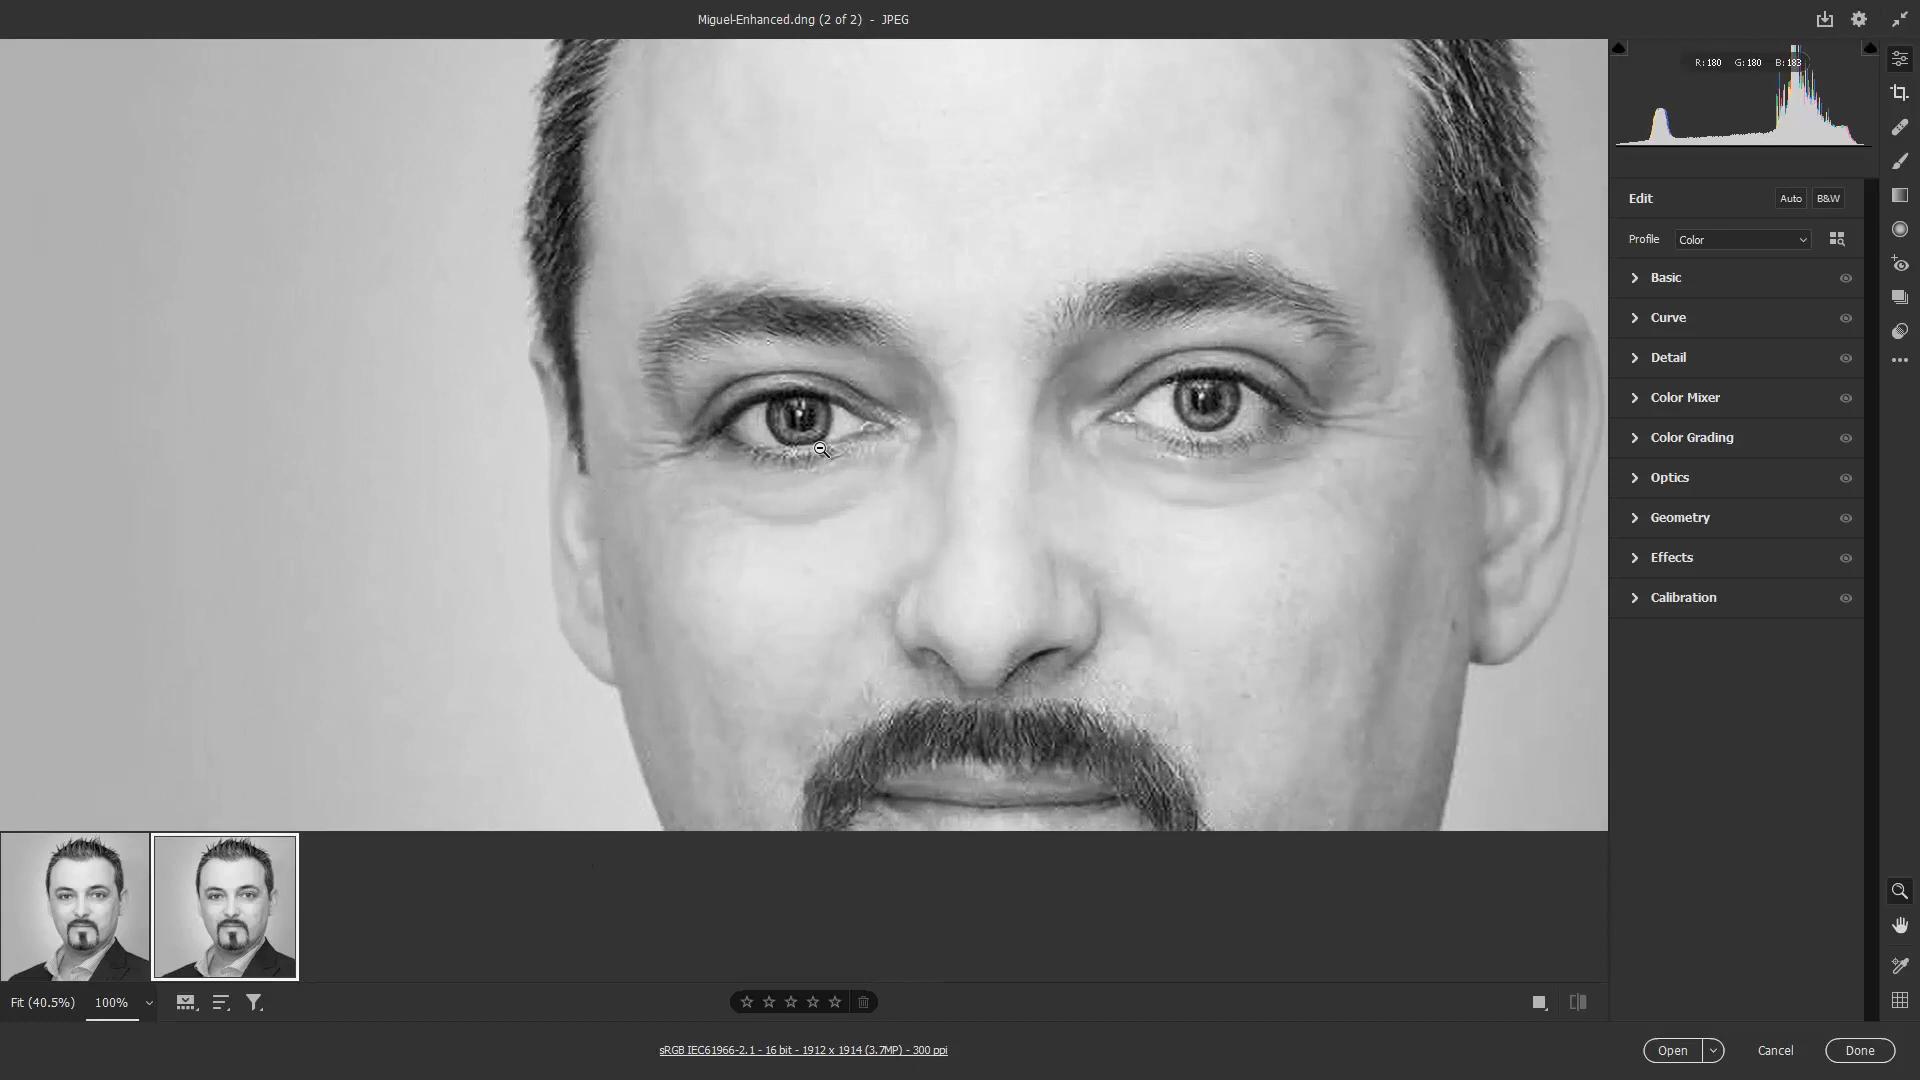 Miguel-Enhanced.dng (2 of 2) - JPEG
R:180 G:180 B:183
Edit Auto B&W
Profile Color
Basic
Curve
Detail
Color Mixer
Color Grading
Optics
Geometry
Effects
Calibration
Fit (40.5%) 100%
sRGB IEC61966-2.1 - 16 bit - 1912 x 1914 (3.7MP) - 300 ppi
Open Cancel Done